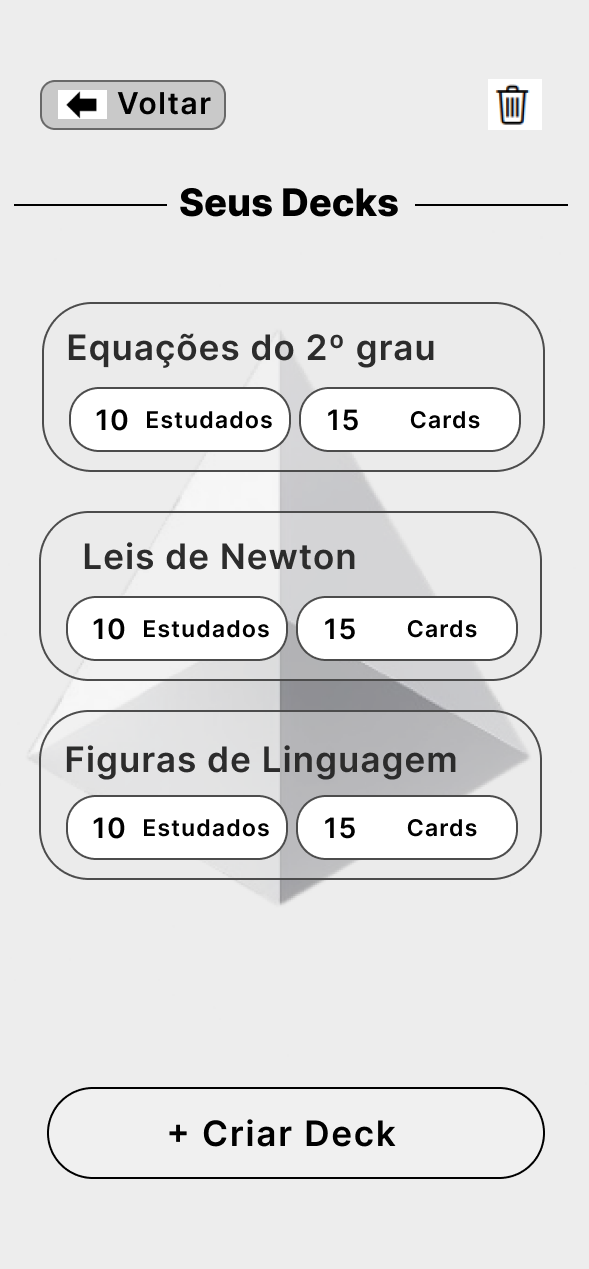 Voltar
Seus Decks
Equações do 2º grau
10 Estudados 15 Cards
Leis de Newton
10 Estudados 15 Cards
Figuras de Linguagem
10 Estudados 15 Cards
+ Criar Deck